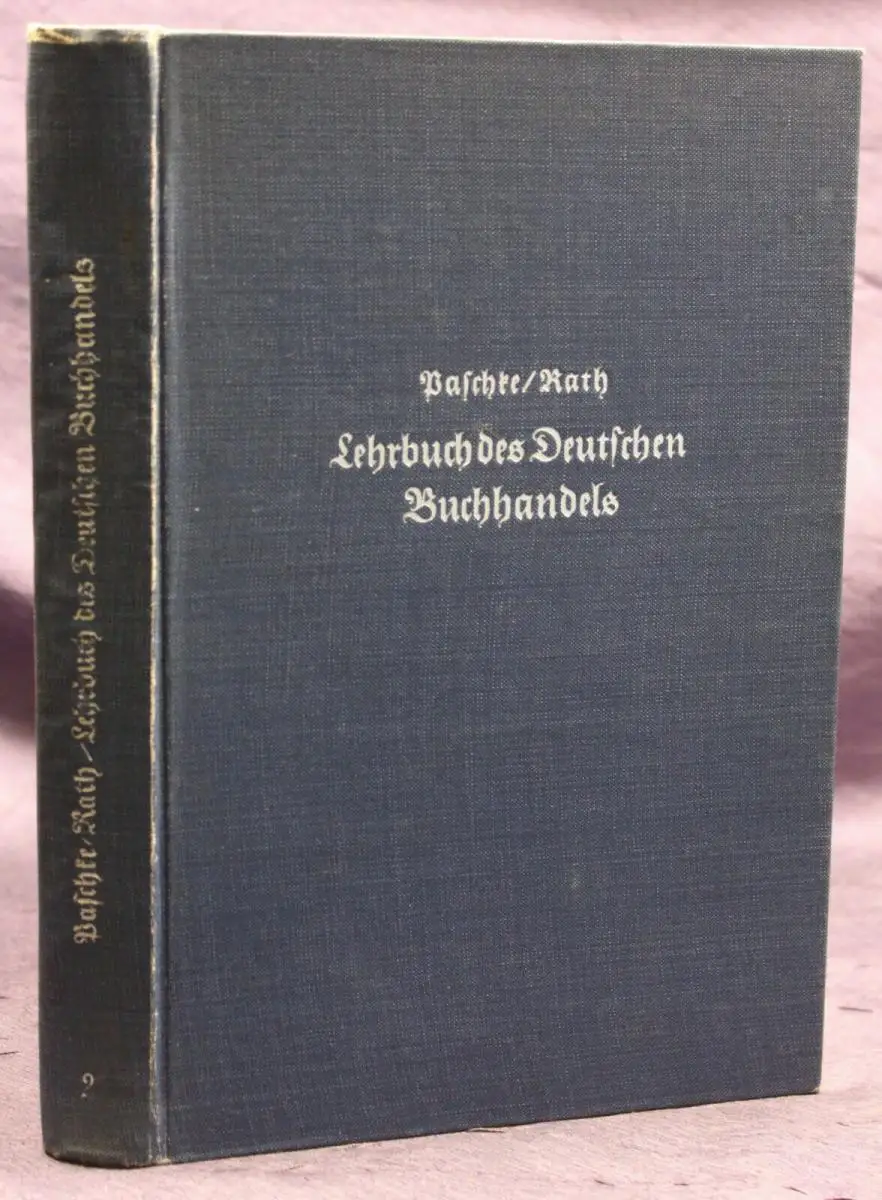 Paſchke/Rath
Lehrbuch des Deutſchen
Buchhandels
Paſchke/Rath/Lehrbuch des Deutſchen Buchhandels
2